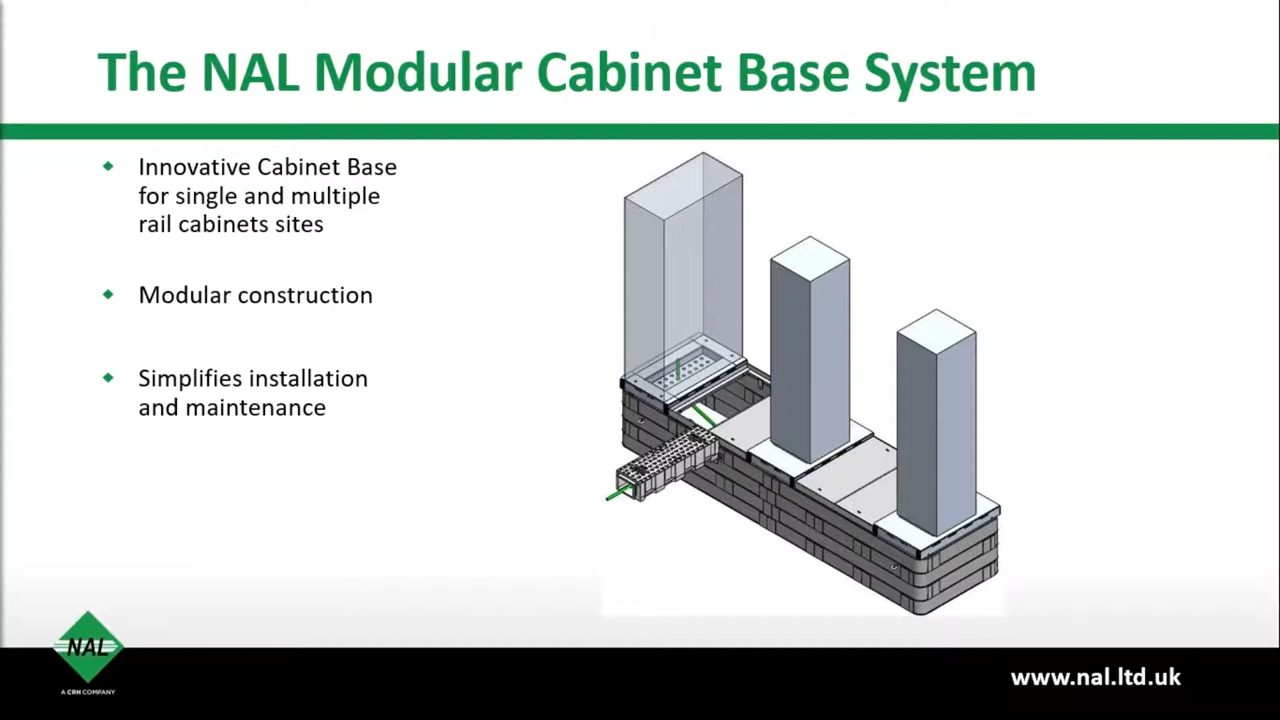 The NAL Modular Cabinet Base System
Innovative Cabinet Base
for single and multiple
rail cabinets sites
Modular construction
Simplifies installation
and maintenance
NAL
A CRH COMPANY
www.nal.ltd.uk